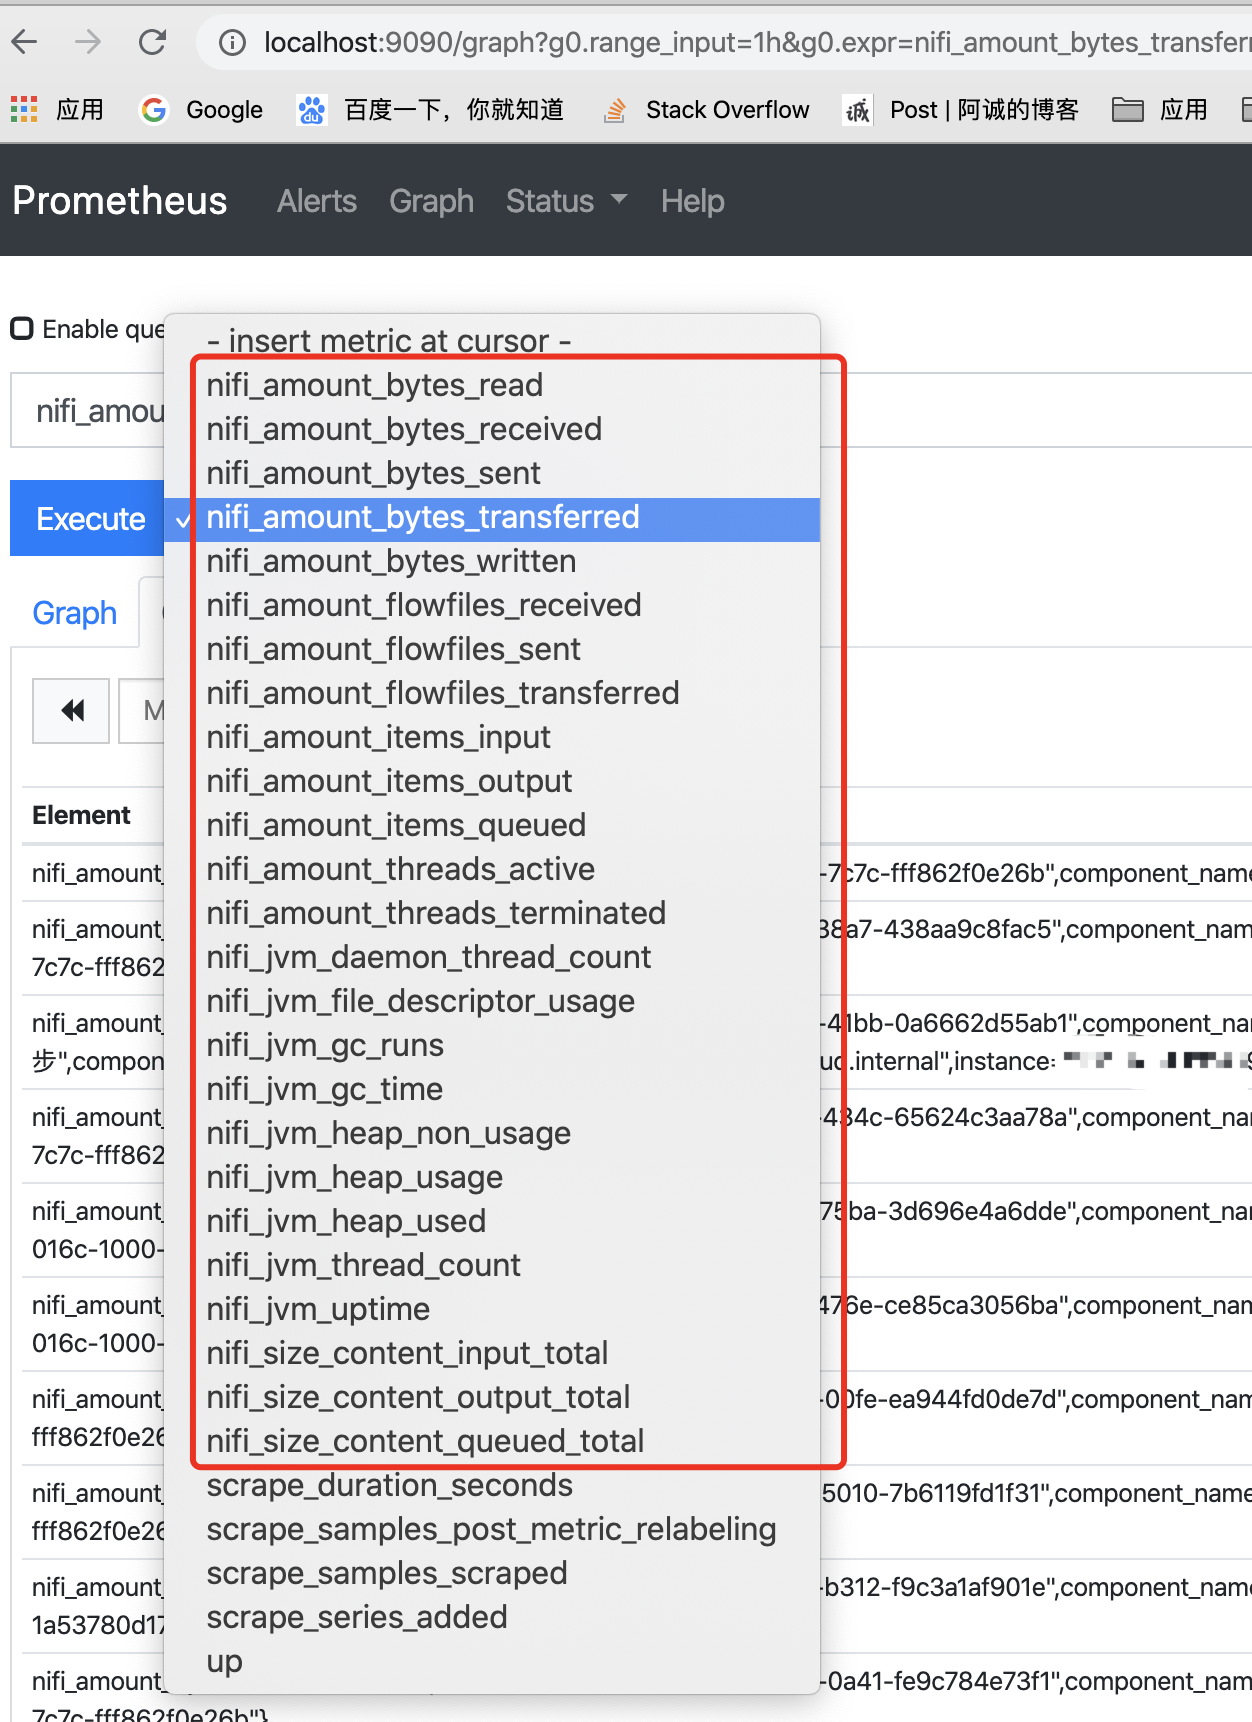 localhost:9090/graph?g0.range_input=1h&g0.expr=nifi_amount_bytes_transfer
应用 Google 百度一下，你就知道 Stack Overflow Post | 阿诚的博客 应用
Prometheus Alerts Graph Status Help
Enable que
nifi_amou
Execute
Graph
- insert metric at cursor -
nifi_amount_bytes_read
nifi_amount_bytes_received
nifi_amount_bytes_sent
nifi_amount_bytes_transferred
nifi_amount_bytes_written
nifi_amount_flowfiles_received
nifi_amount_flowfiles_sent
nifi_amount_flowfiles_transferred
nifi_amount_items_input
nifi_amount_items_output
nifi_amount_items_queued
nifi_amount_threads_active
nifi_amount_threads_terminated
nifi_jvm_daemon_thread_count
nifi_jvm_file_descriptor_usage
nifi_jvm_gc_runs
nifi_jvm_gc_time
nifi_jvm_heap_non_usage
nifi_jvm_heap_usage
nifi_jvm_heap_used
nifi_jvm_thread_count
nifi_jvm_uptime
nifi_size_content_input_total
nifi_size_content_output_total
nifi_size_content_queued_total
scrape_duration_seconds
scrape_samples_post_metric_relabeling
scrape_samples_scraped
scrape_series_added
up
Element
nifi_amount_ -7c7c-fff862f0e26b",component_name
nifi_amount_ 38a7-438aa9c8fac5",component_nam
7c7c-fff862
nifi_amount_ -41bb-0a6662d55ab1",component_na
步",compon ud.internal",instance:
nifi_amount_ -434c-65624c3aa78a",component_na
7c7c-fff862
nifi_amount_ 75ba-3d696e4a6dde",component_na
016c-1000-
nifi_amount_ 476e-ce85ca3056ba",component_nam
016c-1000-
nifi_amount_ -00fe-ea944fd0de7d",component_nam
fff862f0e26
nifi_amount_ 5010-7b6119fd1f31",component_name
fff862f0e26
nifi_amount_ -b312-f9c3a1af901e",component_name
1a53780d17
nifi_amount_ -0a41-fe9c784e73f1",component_nam
7c7c-fff862f0e26b"}